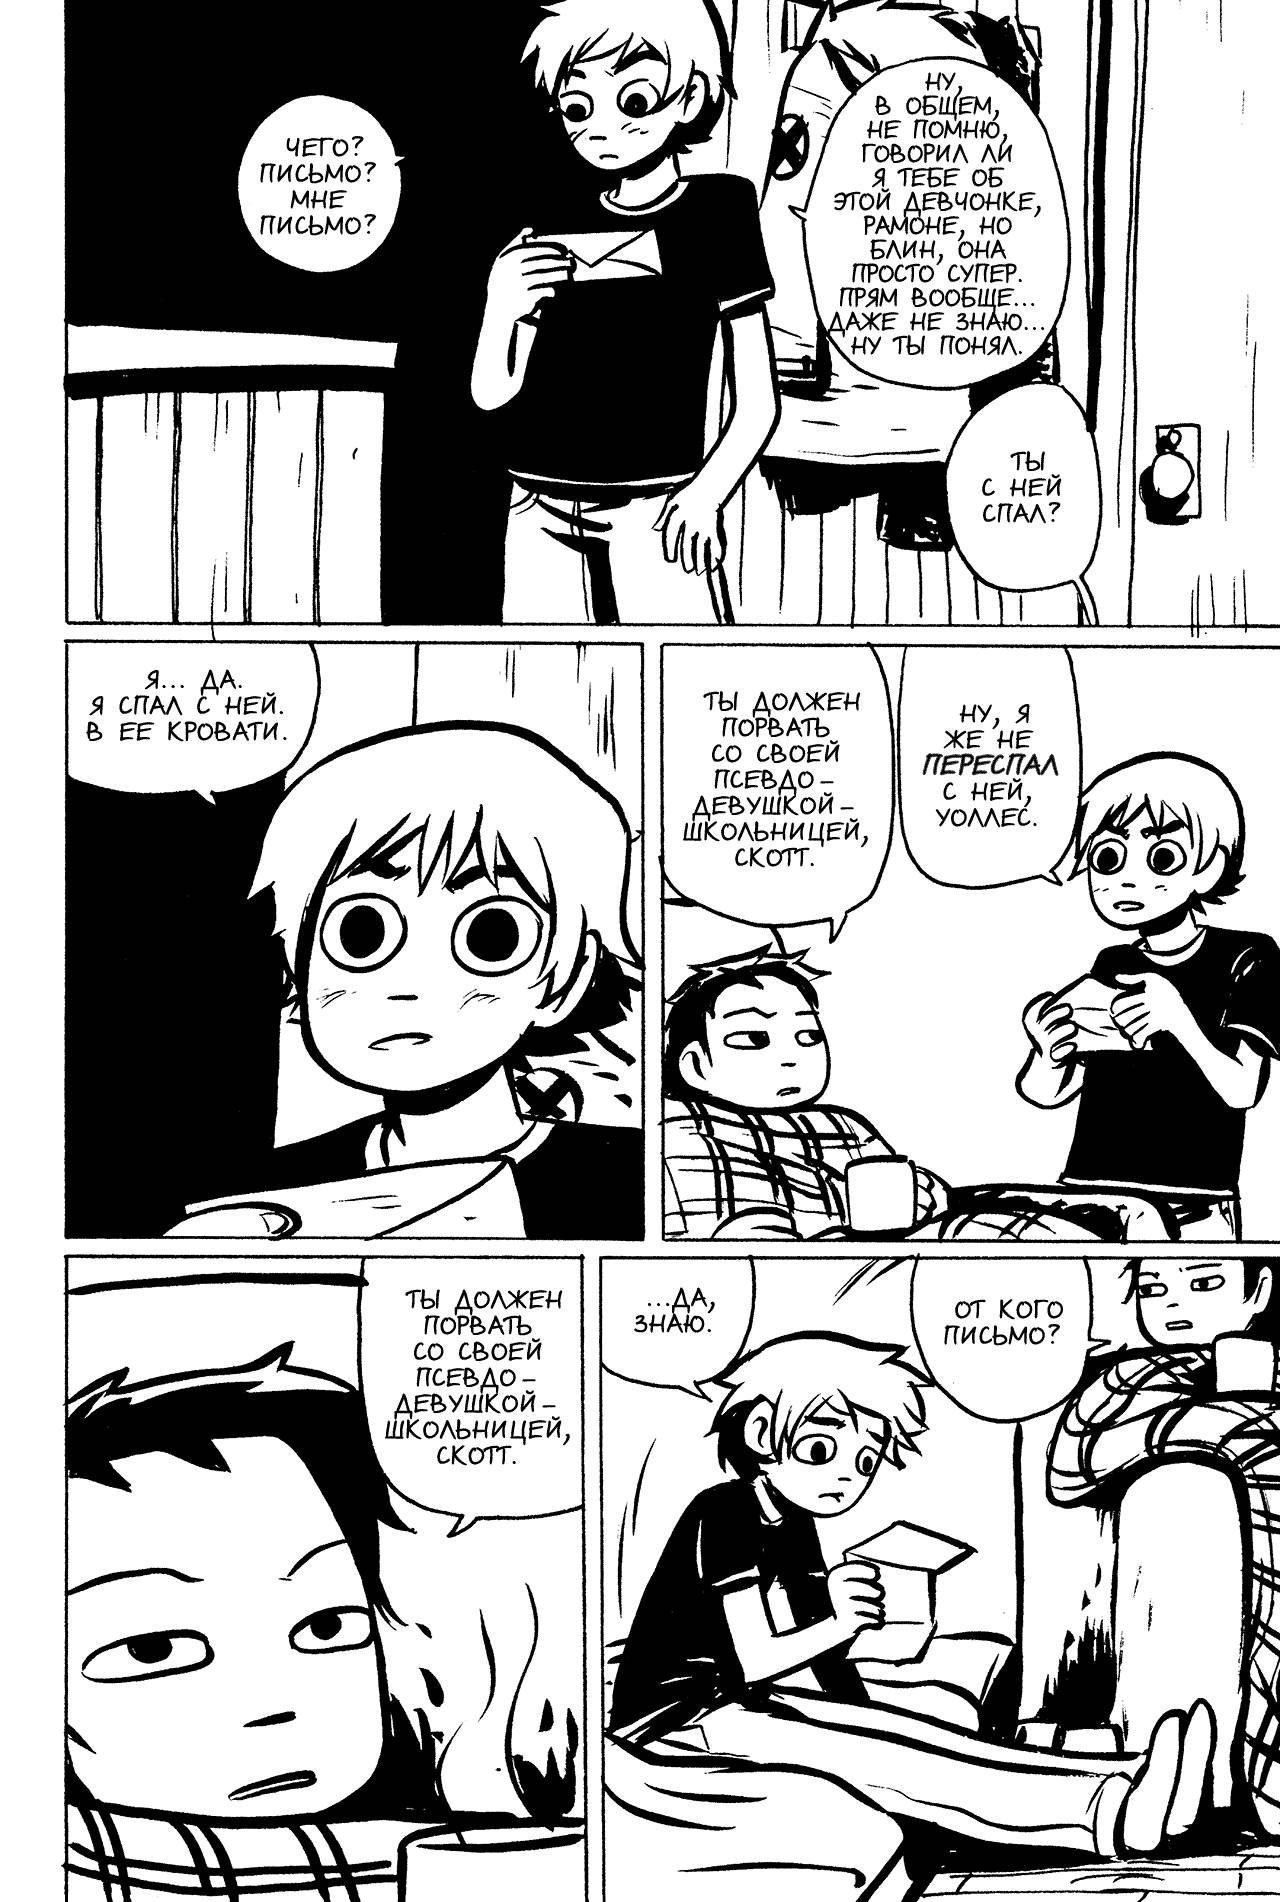 ЧЕГО?
ПИСЬМО?
МНЕ
ПИСЬМО?
НУ,
В ОБЩЕМ,
НЕ ПОМНЮ,
ГОВОРИЛ ЛИ
Я ТЕБЕ ОБ
ЭТОЙ ДЕВЧОНКЕ,
РАМОНЕ, НО
БЛИН, ОНА
ПРОСТО СУПЕР.
ПРЯМ ВООБЩЕ...
ДАЖЕ НЕ ЗНАЮ...
НУ ТЫ ПОНЯЛ.
ТЫ
С НЕЙ
СПАЛ?
Я... ДА.
Я СПАЛ С НЕЙ.
В ЕЕ КРОВАТИ.
ТЫ ДОЛЖЕН
ПОРВАТЬ
СО СВОЕЙ
ПСЕВДО-
ДЕВУШКОЙ-
ШКОЛЬНИЦЕЙ,
СКОТТ.
НУ, Я
ЖЕ НЕ
ПЕРЕСПАЛ
С НЕЙ,
УОЛЛЕС.
ТЫ ДОЛЖЕН
ПОРВАТЬ
СО СВОЕЙ
ПСЕВДО-
ДЕВУШКОЙ-
ШКОЛЬНИЦЕЙ,
СКОТТ.
...ДА,
ЗНАЮ.
ОТ КОГО
ПИСЬМО?